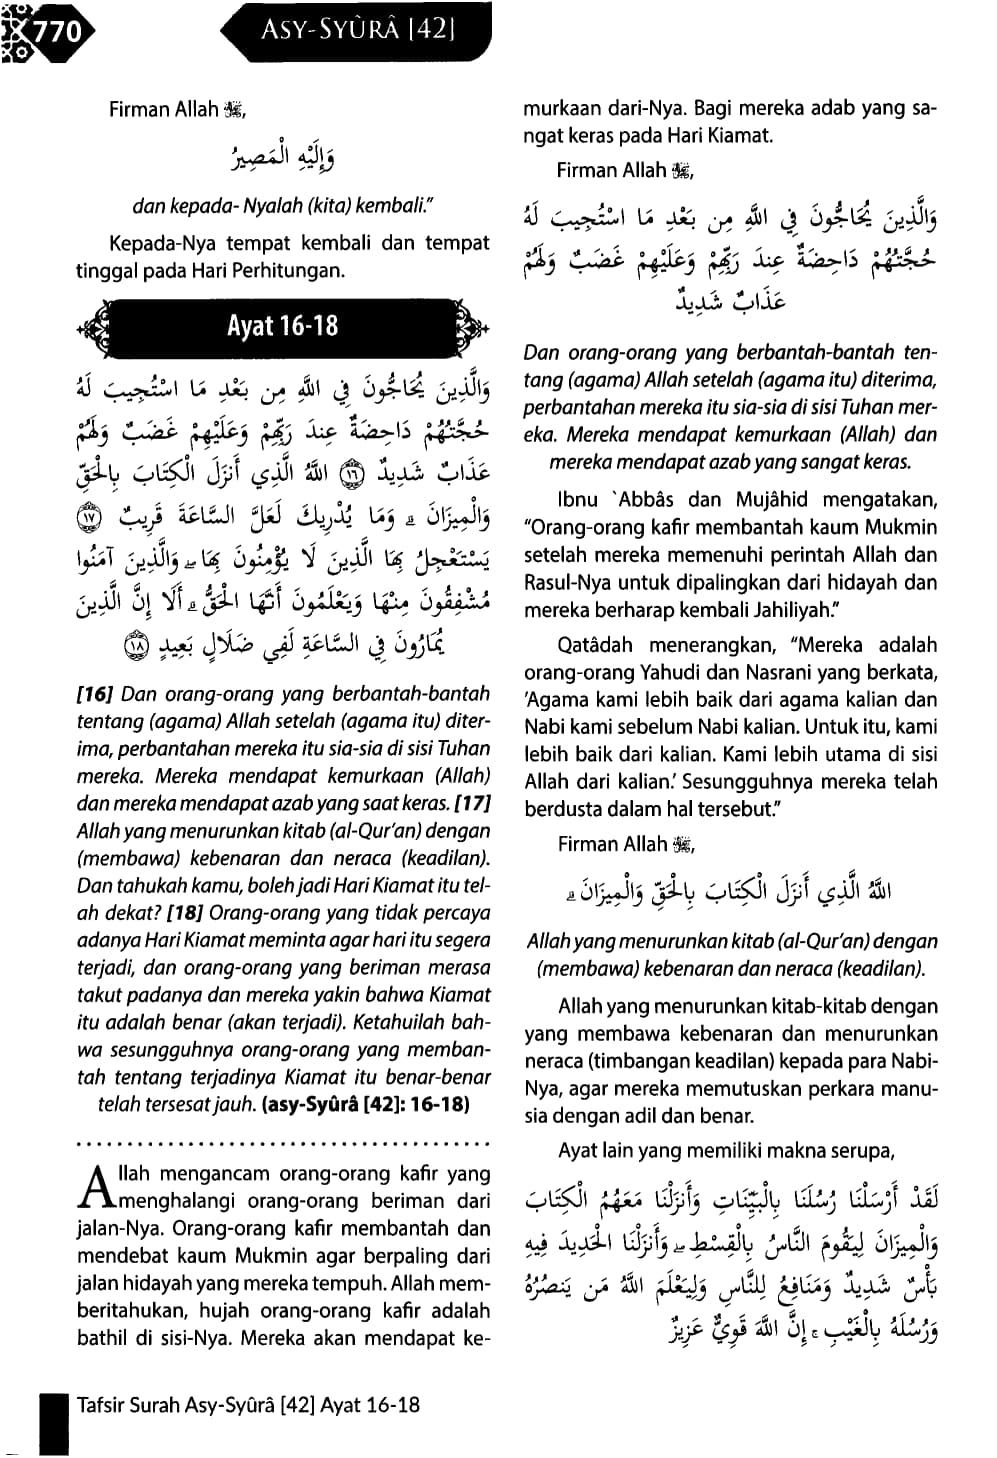 770
ASY-SYÛRÂ [42]
Firman Allah ﷻ,
وَإِلَيْهِ الْمَصِيرُ
dan kepada- Nyalah (kita) kembali."
Kepada-Nya tempat kembali dan tempat
tinggal pada Hari Perhitungan.
Ayat 16-18
وَالَّذِينَ يُحَاجُّونَ فِي اللَّهِ مِن بَعْدِ مَا اسْتُجِيبَ لَهُ
حُجَّتُهُمْ دَاحِضَةٌ عِندَ رَبِّهِمْ وَعَلَيْهِمْ غَضَبٌ وَلَهُمْ
عَذَابٌ شَدِيدٌ ﴿١٦﴾ اللَّهُ الَّذِي أَنزَلَ الْكِتَابَ بِالْحَقِّ
وَالْمِيزَانَ ۗ وَمَا يُدْرِيكَ لَعَلَّ السَّاعَةَ قَرِيبٌ ﴿١٧﴾
يَسْتَعْجِلُ بِهَا الَّذِينَ لَا يُؤْمِنُونَ بِهَا ۖ وَالَّذِينَ آمَنُوا
مُشْفِقُونَ مِنْهَا وَيَعْلَمُونَ أَنَّهَا الْحَقُّ ۗ أَلَا إِنَّ الَّذِينَ
يُمَارُونَ فِي السَّاعَةِ لَفِي ضَلَالٍ بَعِيدٍ ﴿١٨﴾
[16] Dan orang-orang yang berbantah-bantah
tentang (agama) Allah setelah (agama itu) diter-
ima, perbantahan mereka itu sia-sia di sisi Tuhan
mereka. Mereka mendapat kemurkaan (Allah)
dan mereka mendapat azab yang saat keras. [17]
Allah yang menurunkan kitab (al-Qur'an) dengan
(membawa) kebenaran dan neraca (keadilan).
Dan tahukah kamu, boleh jadi Hari Kiamat itu tel-
ah dekat? [18] Orang-orang yang tidak percaya
adanya Hari Kiamat meminta agar hari itu segera
terjadi, dan orang-orang yang beriman merasa
takut padanya dan mereka yakin bahwa Kiamat
itu adalah benar (akan terjadi). Ketahuilah bah-
wa sesungguhnya orang-orang yang memban-
tah tentang terjadinya Kiamat itu benar-benar
telah tersesat jauh. (asy-Syûrâ [42]: 16-18)
Allah mengancam orang-orang kafir yang
menghalangi orang-orang beriman dari
jalan-Nya. Orang-orang kafir membantah dan
mendebat kaum Mukmin agar berpaling dari
jalan hidayah yang mereka tempuh. Allah mem-
beritahukan, hujah orang-orang kafir adalah
bathil di sisi-Nya. Mereka akan mendapat ke-
murkaan dari-Nya. Bagi mereka adab yang sa-
ngat keras pada Hari Kiamat.
Firman Allah ﷻ,
وَالَّذِينَ يُحَاجُّونَ فِي اللَّهِ مِن بَعْدِ مَا اسْتُجِيبَ لَهُ
حُجَّتُهُمْ دَاحِضَةٌ عِندَ رَبِّهِمْ وَعَلَيْهِمْ غَضَبٌ وَلَهُمْ
عَذَابٌ شَدِيدٌ
Dan orang-orang yang berbantah-bantah ten-
tang (agama) Allah setelah (agama itu) diterima,
perbantahan mereka itu sia-sia di sisi Tuhan mer-
eka. Mereka mendapat kemurkaan (Allah) dan
mereka mendapat azab yang sangat keras.
Ibnu `Abbâs dan Mujâhid mengatakan,
"Orang-orang kafir membantah kaum Mukmin
setelah mereka memenuhi perintah Allah dan
Rasul-Nya untuk dipalingkan dari hidayah dan
mereka berharap kembali Jahiliyah."
Qatâdah menerangkan, "Mereka adalah
orang-orang Yahudi dan Nasrani yang berkata,
'Agama kami lebih baik dari agama kalian dan
Nabi kami sebelum Nabi kalian. Untuk itu, kami
lebih baik dari kalian. Kami lebih utama di sisi
Allah dari kalian.' Sesungguhnya mereka telah
berdusta dalam hal tersebut."
Firman Allah ﷻ,
اللَّهُ الَّذِي أَنزَلَ الْكِتَابَ بِالْحَقِّ وَالْمِيزَانَ ۗ
Allah yang menurunkan kitab (al-Qur'an) dengan
(membawa) kebenaran dan neraca (keadilan).
Allah yang menurunkan kitab-kitab dengan
yang membawa kebenaran dan menurunkan
neraca (timbangan keadilan) kepada para Nabi-
Nya, agar mereka memutuskan perkara manu-
sia dengan adil dan benar.
Ayat lain yang memiliki makna serupa,
لَقَدْ أَرْسَلْنَا رُسُلَنَا بِالْبَيِّنَاتِ وَأَنزَلْنَا مَعَهُمُ الْكِتَابَ
وَالْمِيزَانَ لِيَقُومَ النَّاسُ بِالْقِسْطِ ۖ وَأَنزَلْنَا الْحَدِيدَ فِيهِ
بَأْسٌ شَدِيدٌ وَمَنَافِعُ لِلنَّاسِ وَلِيَعْلَمَ اللَّهُ مَن يَنصُرُهُ
وَرُسُلَهُ بِالْغَيْبِ ۚ إِنَّ اللَّهَ قَوِيٌّ عَزِيزٌ
Tafsir Surah Asy-Syûrâ [42] Ayat 16-18